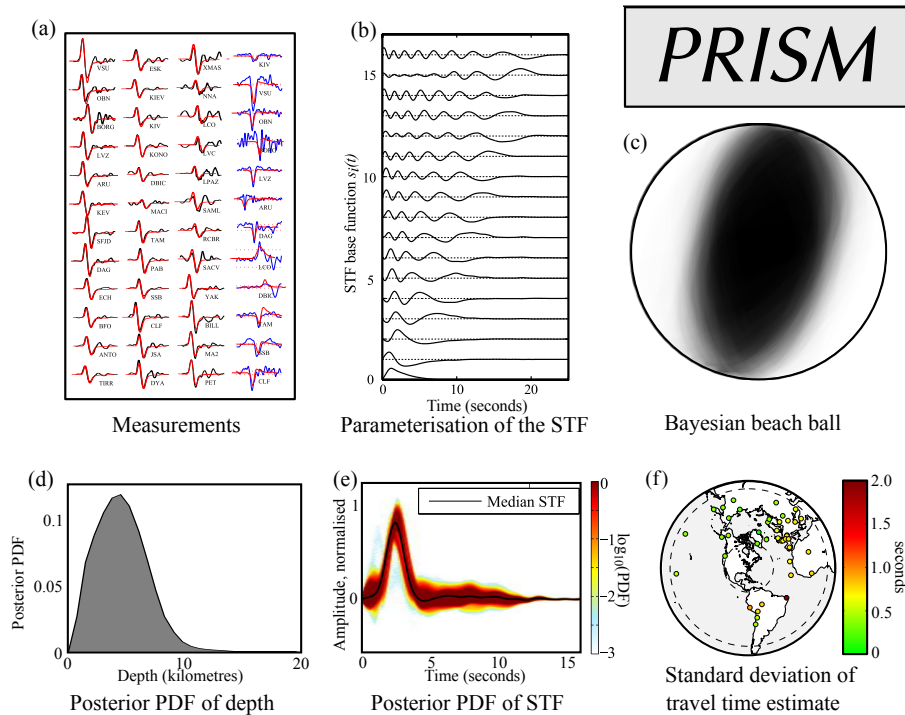 (a)
VSU ESK XMAS KIV
OBN KIEV NNA VSU
BORG KIV LCO OBN
LVZ KONO LVC
ARU DBIC LPAZ LVZ
KEV MACI SAML ARU
SFJD TAM RCBR DAG
DAG PAB SACV LCO
ECH SSB YAK DBIC
BFO CLF BILL TAM
ANTO JSA MA2 SSB
TIRR DYA PET CLF
Measurements
(b)
STF base function sᵢ(t)
15
10
5
0
0 10 20
Time (seconds)
Parameterisation of the STF
PRISM
(c)
Bayesian beach ball
(d)
Posterior PDF
0.1
0.05
0
0 10 20
Depth (kilometres)
Posterior PDF of depth
(e)
Amplitude, normalised
1
0
Median STF
0 5 10 15
Time (seconds)
0
−1
−2
−3
log₁₀(PDF)
Posterior PDF of STF
(f)
2.0
1.5
1.0
0.5
0.0
seconds
Standard deviation of
travel time estimate